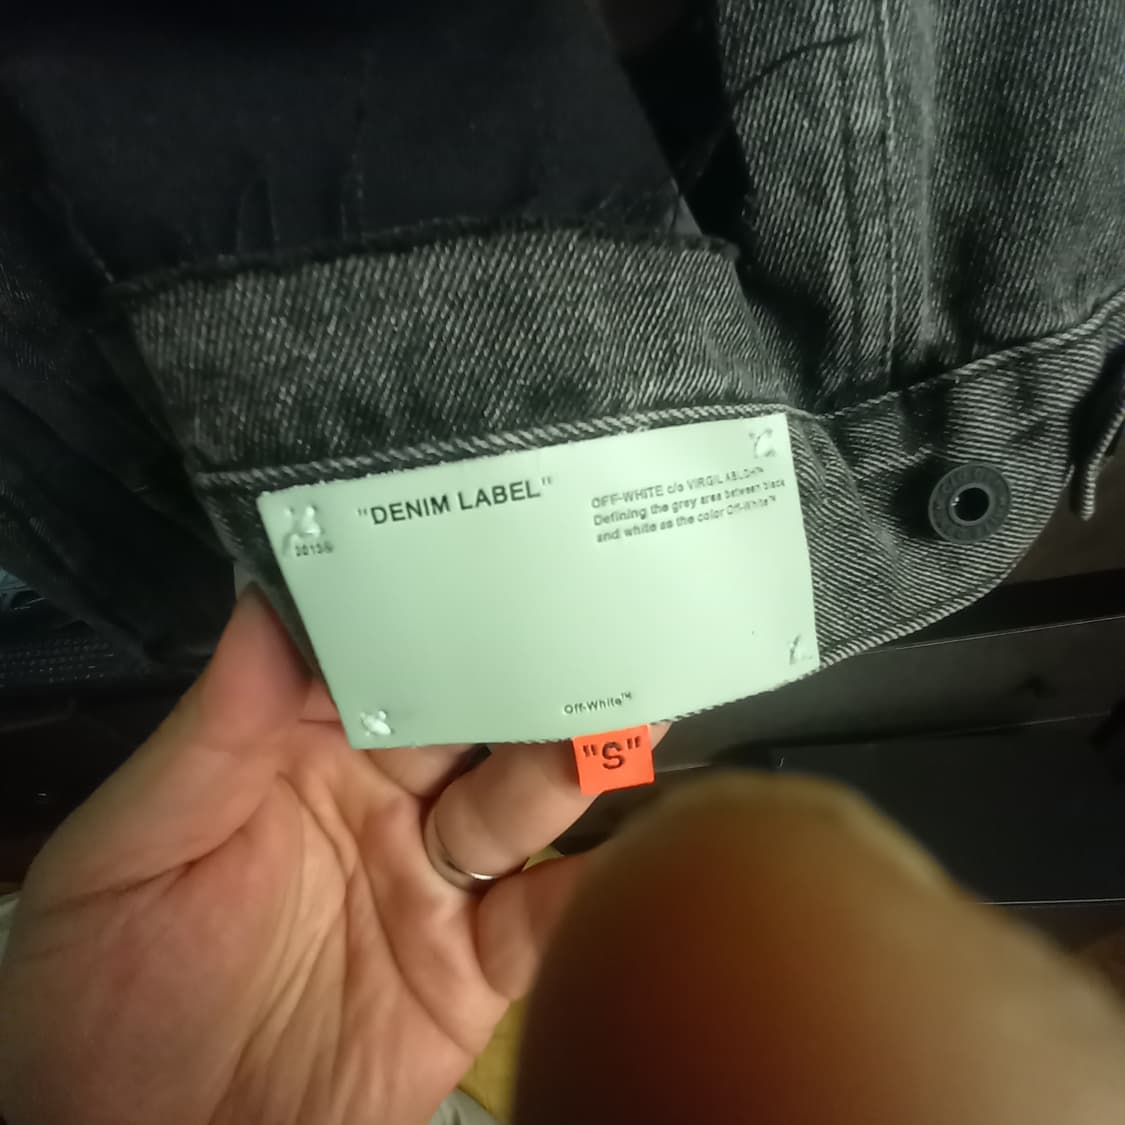 "DENIM LABEL"
OFF-WHITE c/o VIRGIL ABLOH™
Defining the grey area between black
and white as the color Off-White™
2013®
Off-White™
"S"